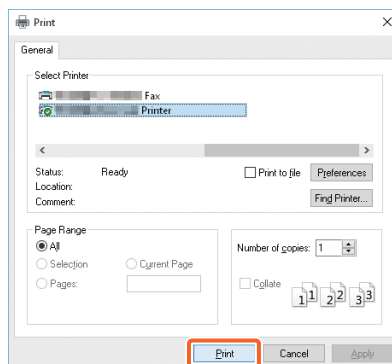 Print
General
Select Printer
Fax
Printer
Status: Ready
Print to file
Preferences
Location:
Comment:
Find Printer...
Page Range
All
Selection
Current Page
Pages:
Number of copies: 1
Collate
1 1 2 2 3 3
Print
Cancel
Apply